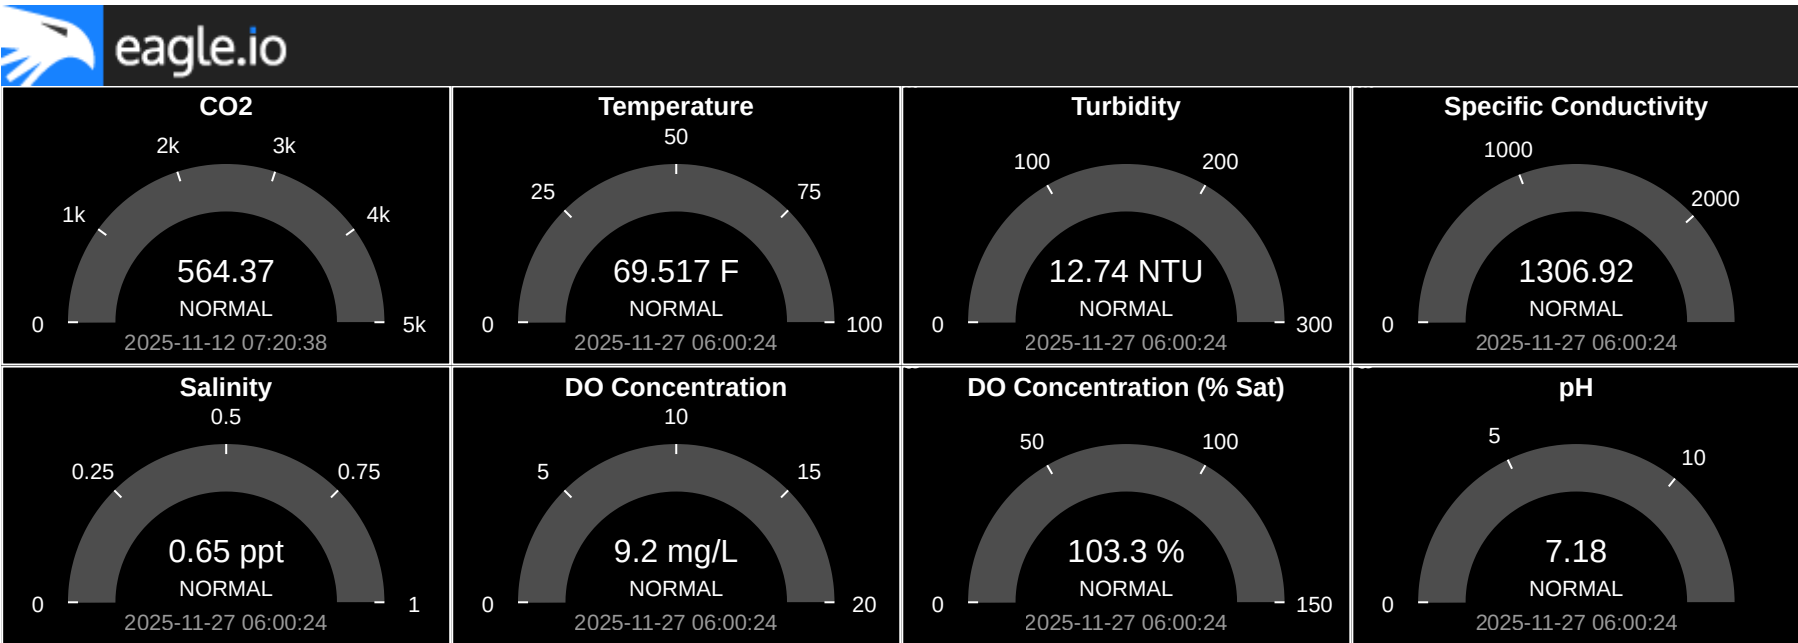 eagle.io
CO2
2k
3k
1k
4k
564.37
NORMAL
0
5k
2025-11-12 07:20:38
Temperature
50
25
75
69.517 F
NORMAL
0
100
2025-11-27 06:00:24
Turbidity
100
200
12.74 NTU
NORMAL
0
300
2025-11-27 06:00:24
Specific Conductivity
1000
2000
1306.92
NORMAL
0
2025-11-27 06:00:24
Salinity
0.5
0.25
0.75
0.65 ppt
NORMAL
0
1
2025-11-27 06:00:24
DO Concentration
10
5
15
9.2 mg/L
NORMAL
0
20
2025-11-27 06:00:24
DO Concentration (% Sat)
50
100
103.3 %
NORMAL
0
150
2025-11-27 06:00:24
pH
5
10
7.18
NORMAL
0
2025-11-27 06:00:24